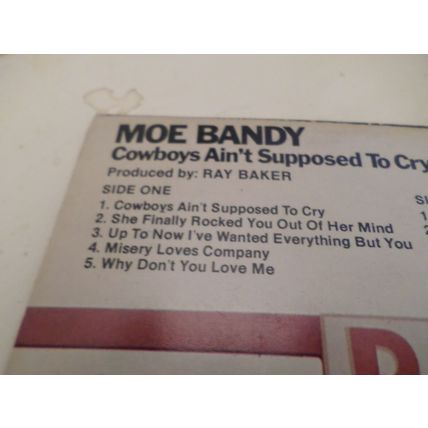 MOE BANDY
Cowboys Ain't Supposed To Cry
Produced by: RAY BAKER
SIDE ONE
1. Cowboys Ain't Supposed To Cry
2. She Finally Rocked You Out Of Her Mind
3. Up To Now I've Wanted Everything But You
4. Misery Loves Company
5. Why Don't You Love Me